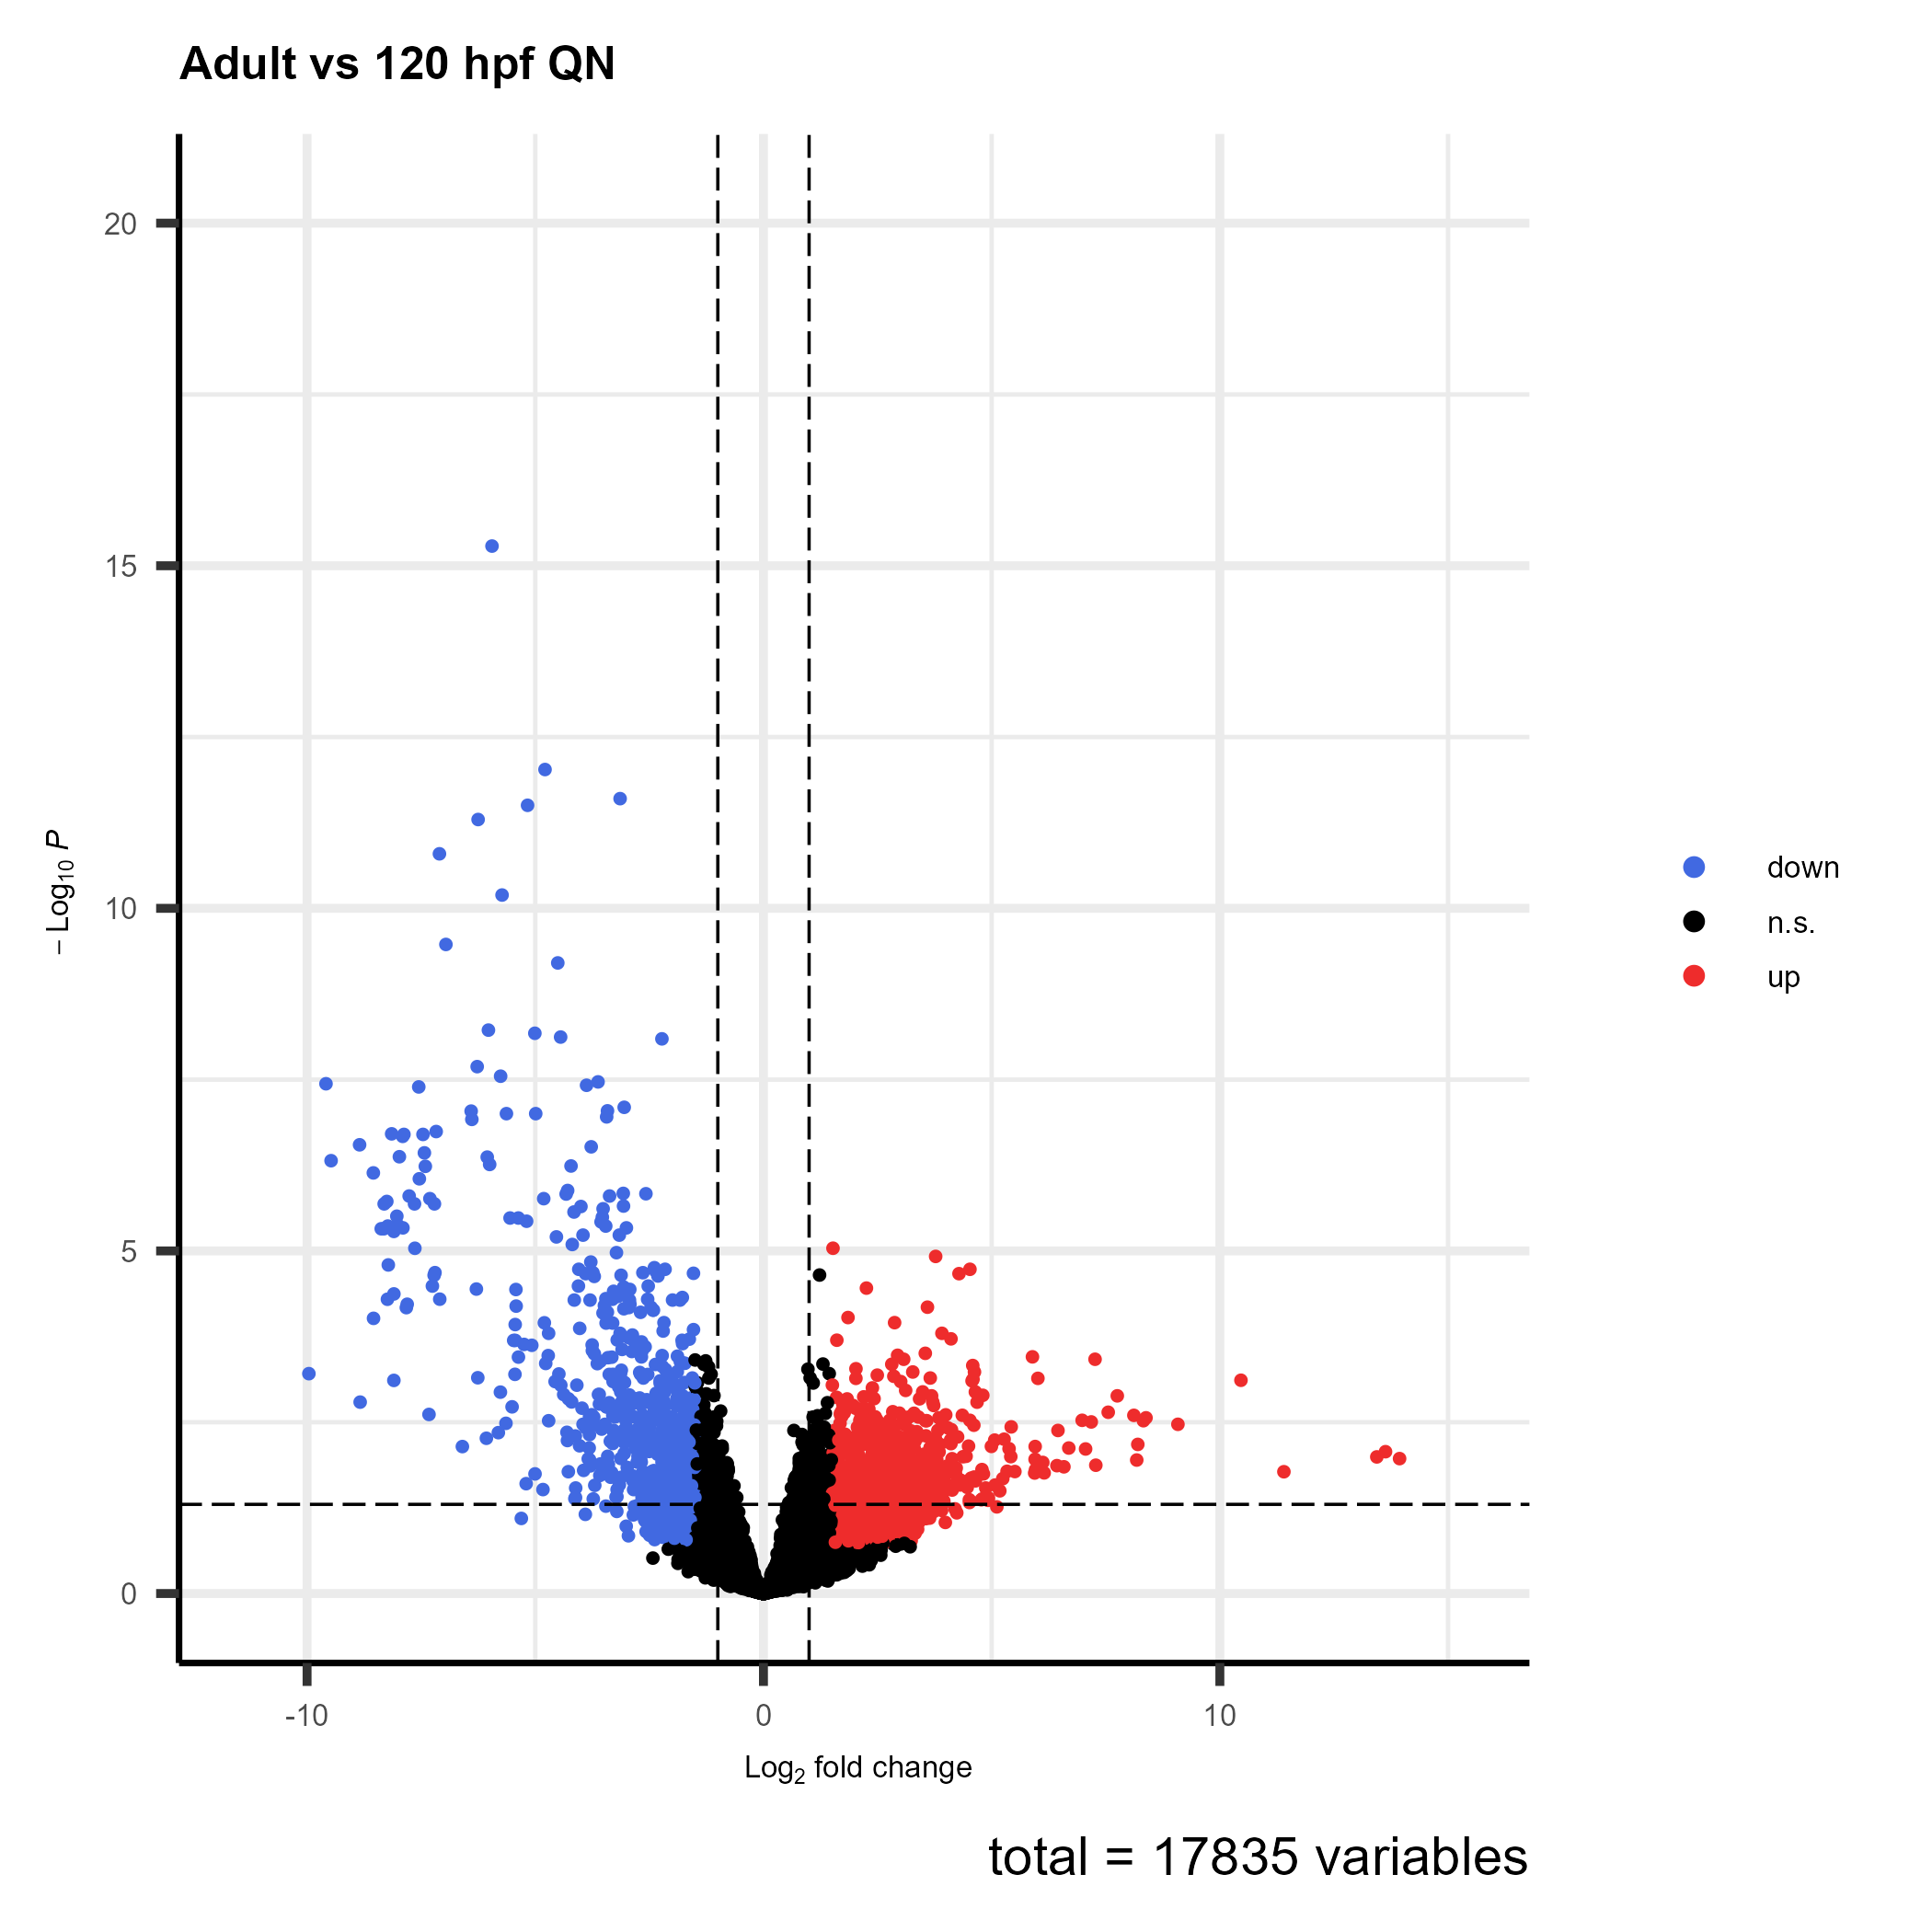 Adult vs 120 hpf QN
20
15
10
5
0
− Log10 P
-10 0 10
Log2 fold change
down
n.s.
up
total = 17835 variables